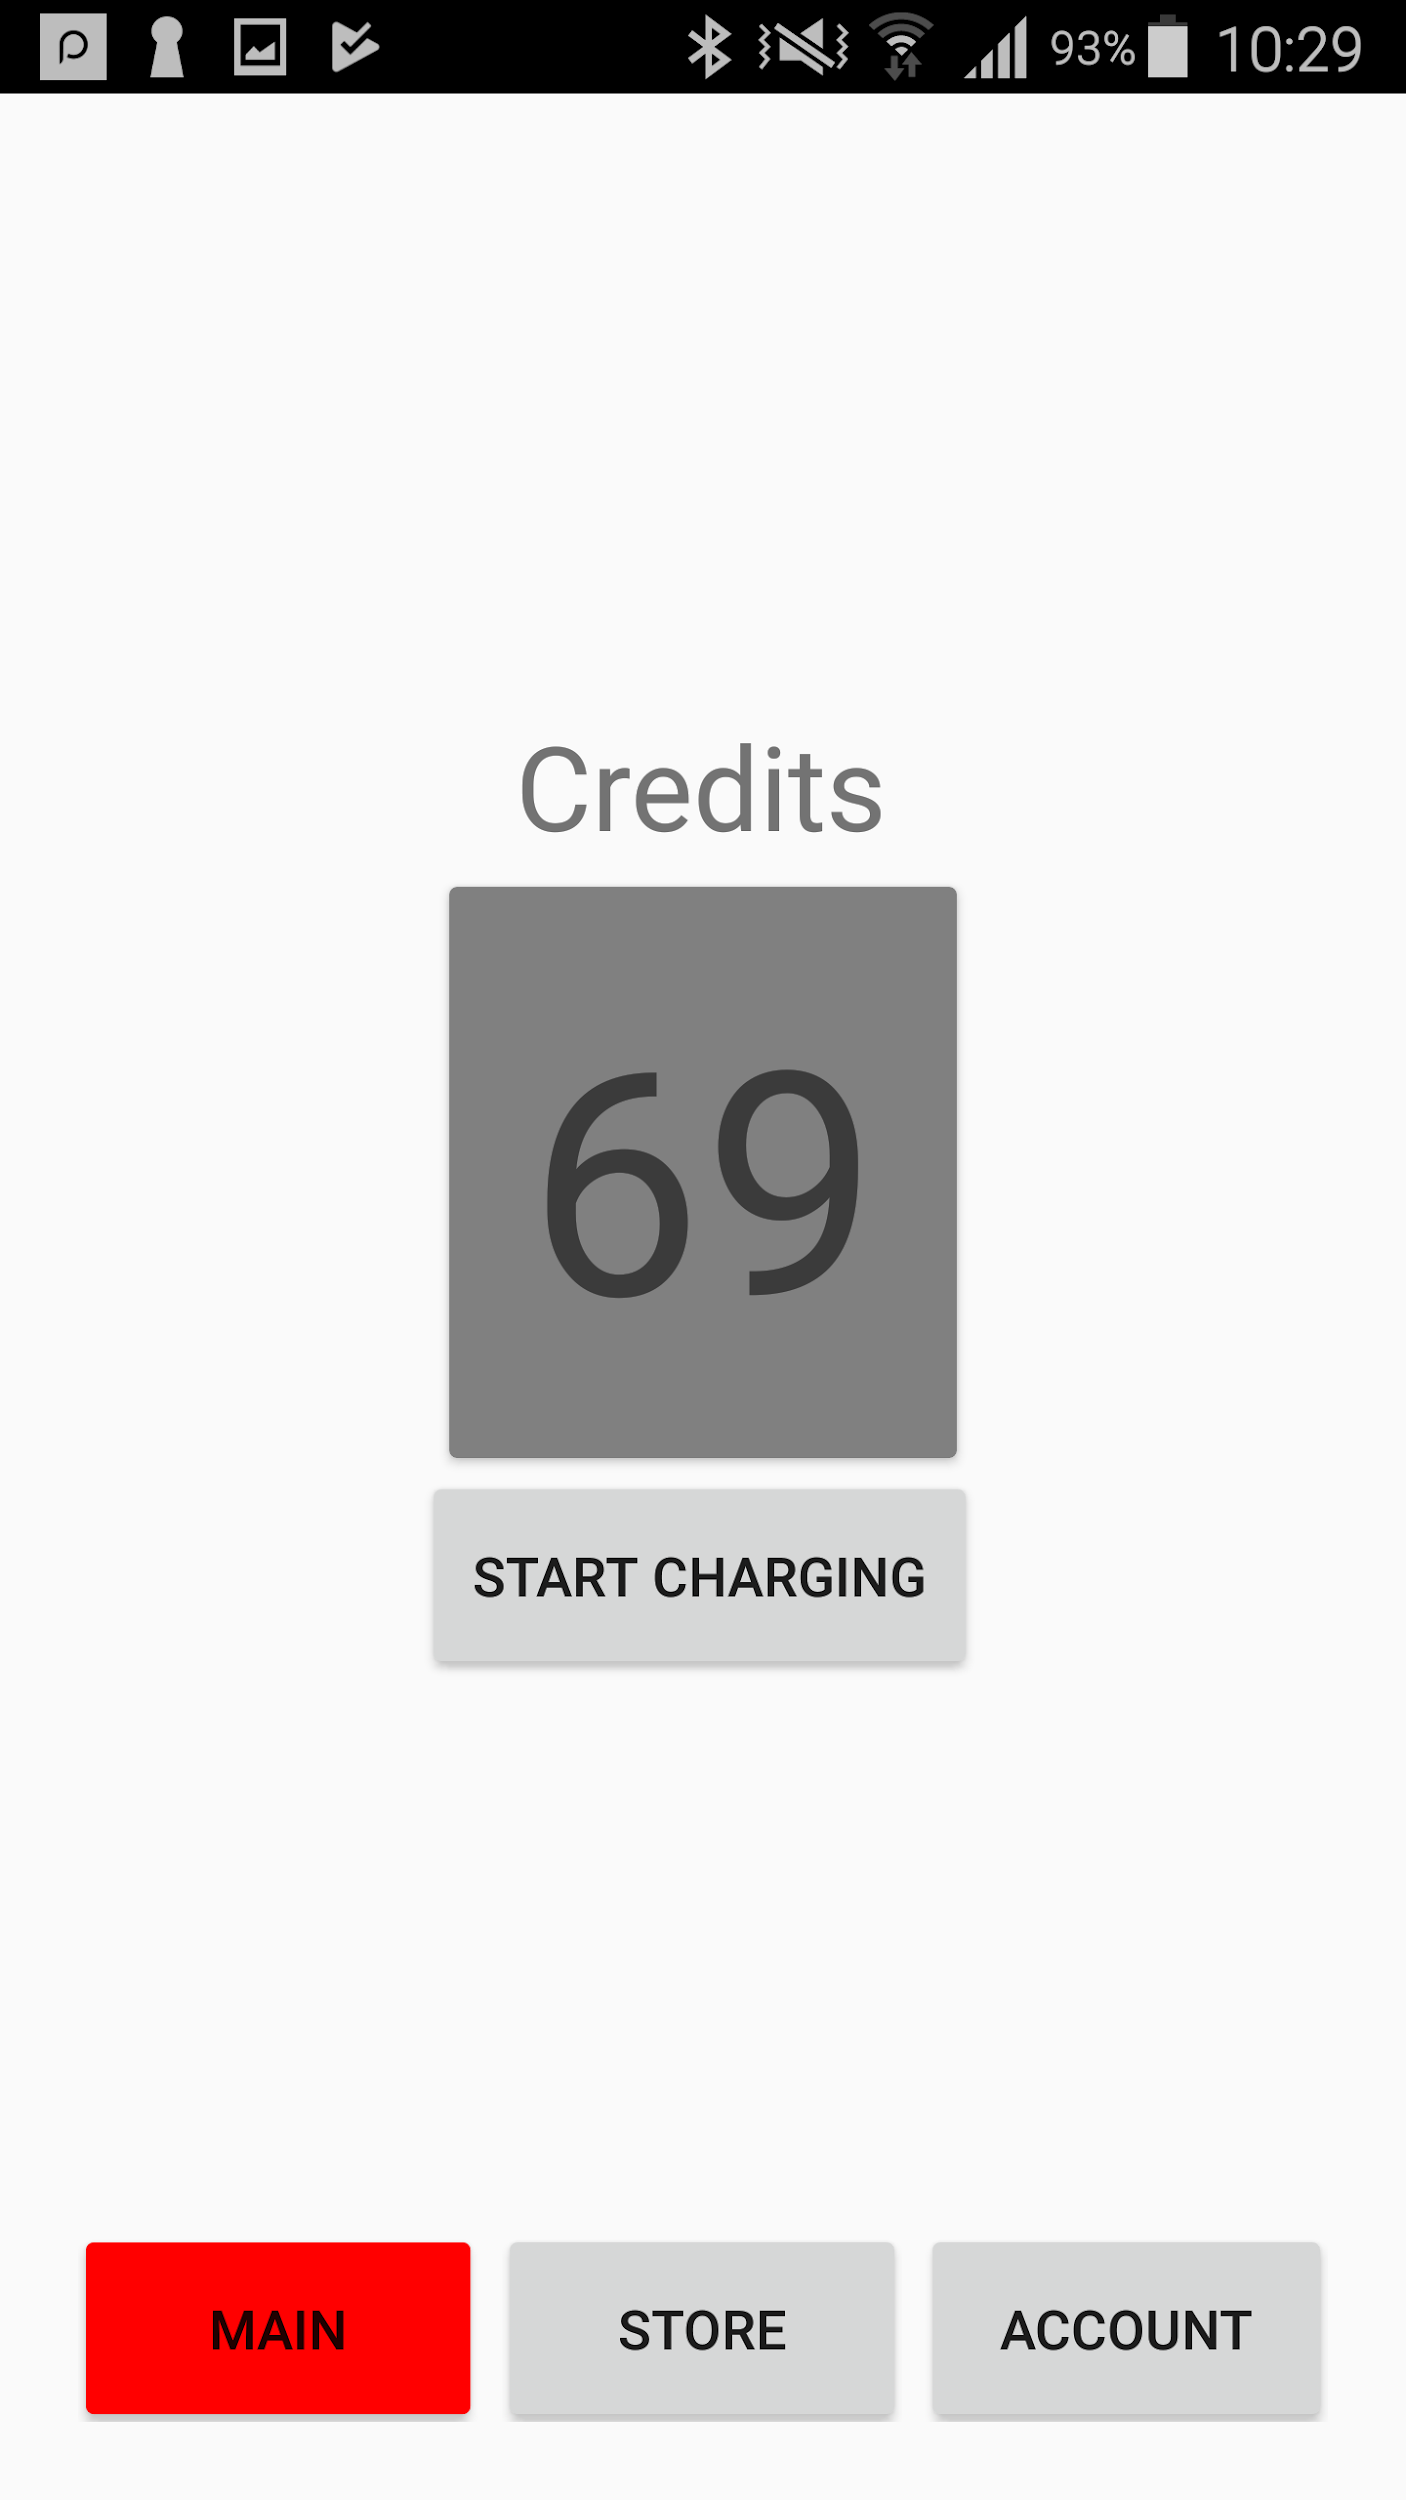 93% 10:29
Credits
69
START CHARGING
MAIN STORE ACCOUNT